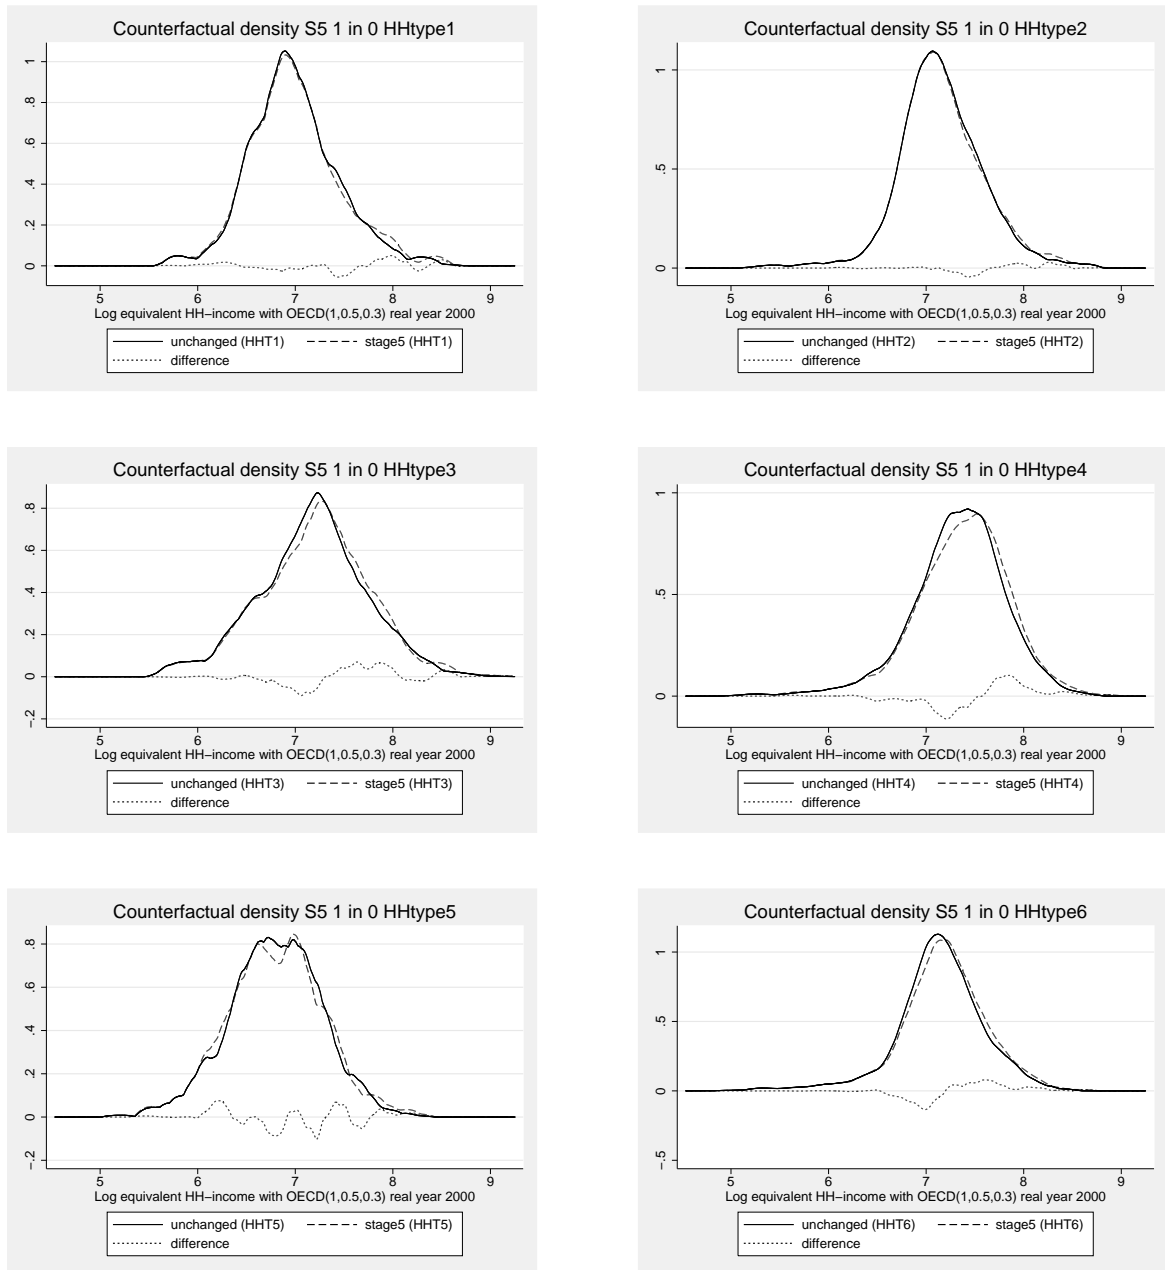 Counterfactual density S5 1 in 0 HHtype1
1
.8
.6
.4
.2
0
5 6 7 8 9
Log equivalent HH−income with OECD(1,0.5,0.3) real year 2000
unchanged (HHT1) stage5 (HHT1)
difference
Counterfactual density S5 1 in 0 HHtype2
1
.5
0
5 6 7 8 9
Log equivalent HH−income with OECD(1,0.5,0.3) real year 2000
unchanged (HHT2) stage5 (HHT2)
difference
Counterfactual density S5 1 in 0 HHtype3
.8
.6
.4
.2
0
−.2
5 6 7 8 9
Log equivalent HH−income with OECD(1,0.5,0.3) real year 2000
unchanged (HHT3) stage5 (HHT3)
difference
Counterfactual density S5 1 in 0 HHtype4
1
.5
0
5 6 7 8 9
Log equivalent HH−income with OECD(1,0.5,0.3) real year 2000
unchanged (HHT4) stage5 (HHT4)
difference
Counterfactual density S5 1 in 0 HHtype5
.8
.6
.4
.2
0
−.2
5 6 7 8 9
Log equivalent HH−income with OECD(1,0.5,0.3) real year 2000
unchanged (HHT5) stage5 (HHT5)
difference
Counterfactual density S5 1 in 0 HHtype6
1
.5
0
−.5
5 6 7 8 9
Log equivalent HH−income with OECD(1,0.5,0.3) real year 2000
unchanged (HHT6) stage5 (HHT6)
difference